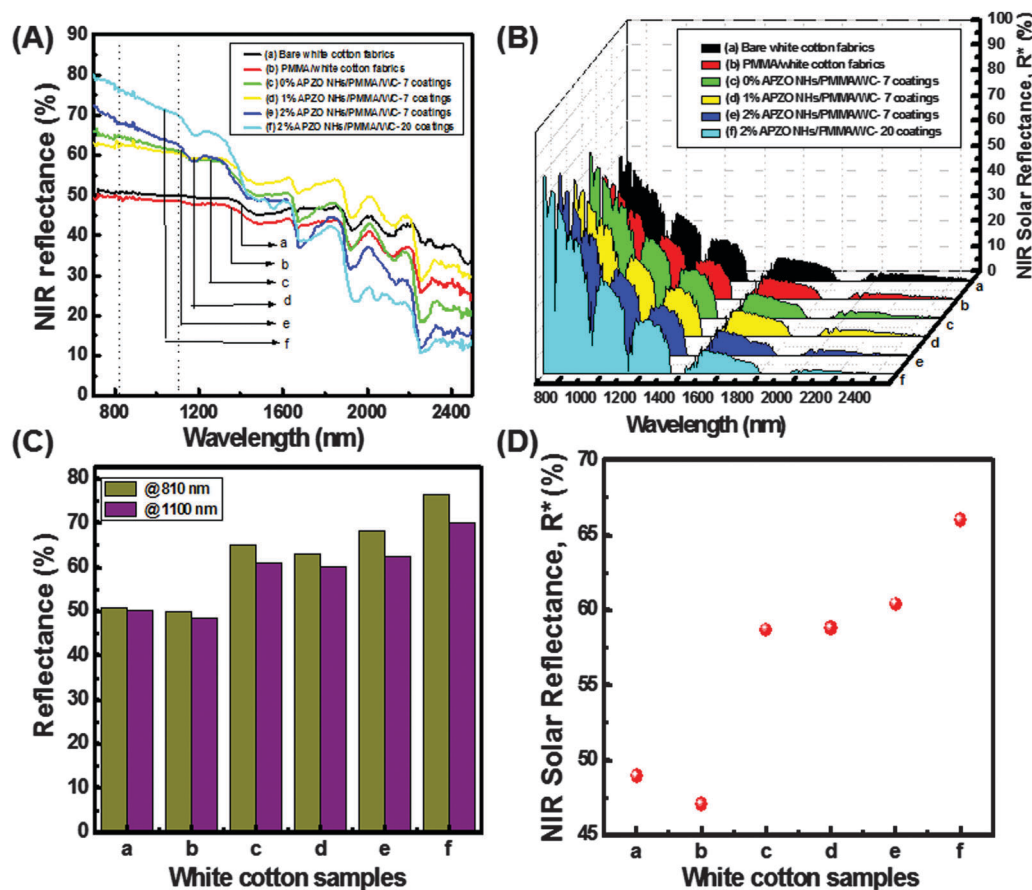 (A)
90
80
70
60
50
40
30
20
10
0
NIR reflectance (%)
(a) Bare white cotton fabrics
(b) PMMA/white cotton fabrics
(c) 0% APZO NHs/PMMA/WC- 7 coatings
(d) 1% APZO NHs/PMMA/WC- 7 coatings
(e) 2% APZO NHs/PMMA/WC- 7 coatings
(f) 2% APZO NHs/PMMA/WC- 20 coatings
a
b
c
d
e
f
800 1200 1600 2000 2400
Wavelength (nm)
(B)
(a) Bare white cotton fabrics
(b) PMMA/white cotton fabrics
(c) 0% APZO NHs/PMMA/WC- 7 coatings
(d) 1% APZO NHs/PMMA/WC- 7 coatings
(e) 2% APZO NHs/PMMA/WC- 7 coatings
(f) 2% APZO NHs/PMMA/WC- 20 coatings
100
90
80
70
60
50
40
30
20
10
0
NIR Solar Reflectance, R* (%)
a
b
c
d
e
f
800 1000 1200 1400 1600 1800 2000 2200 2400
Wavelength (nm)
(C)
80
70
60
50
40
30
20
10
0
Reflectance (%)
@810 nm
@1100 nm
a b c d e f
White cotton samples
(D)
70
65
60
55
50
45
NIR Solar Reflectance, R* (%)
a b c d e f
White cotton samples